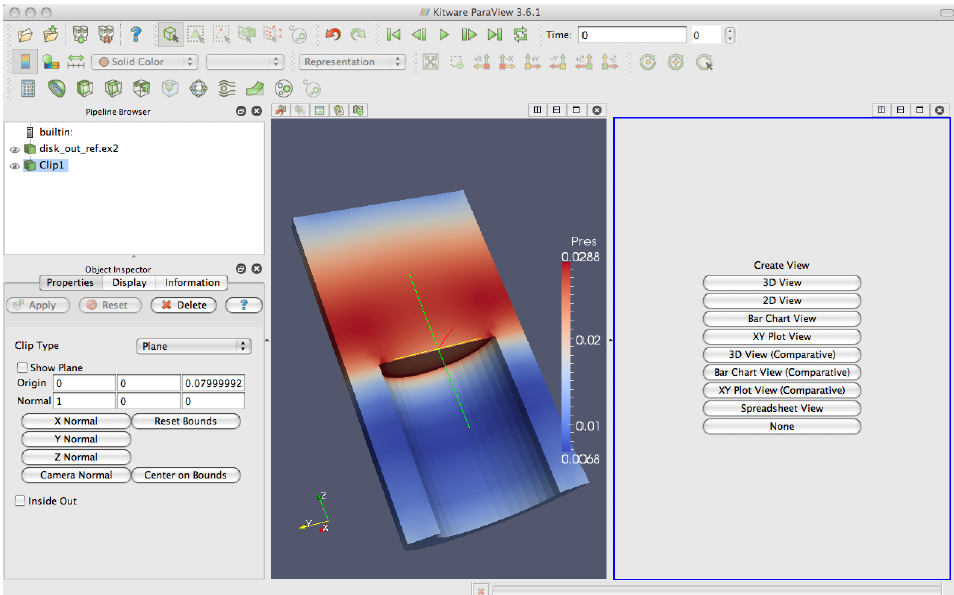 Kitware ParaView 3.6.1
Time: 0 0
Solid Color Representation
Pipeline Browser
builtin:
disk_out_ref.ex2
Clip1
Object Inspector
Properties Display Information
Apply Reset Delete ?
Clip Type Plane
Show Plane
Origin 0 0 0.07999992
Normal 1 0 0
X Normal Reset Bounds
Y Normal
Z Normal
Camera Normal Center on Bounds
Inside Out
Pres
0.0288
0.02
0.01
0.0068
Z
Y
X
Create View
3D View
2D View
Bar Chart View
XY Plot View
3D View (Comparative)
Bar Chart View (Comparative)
XY Plot View (Comparative)
Spreadsheet View
None